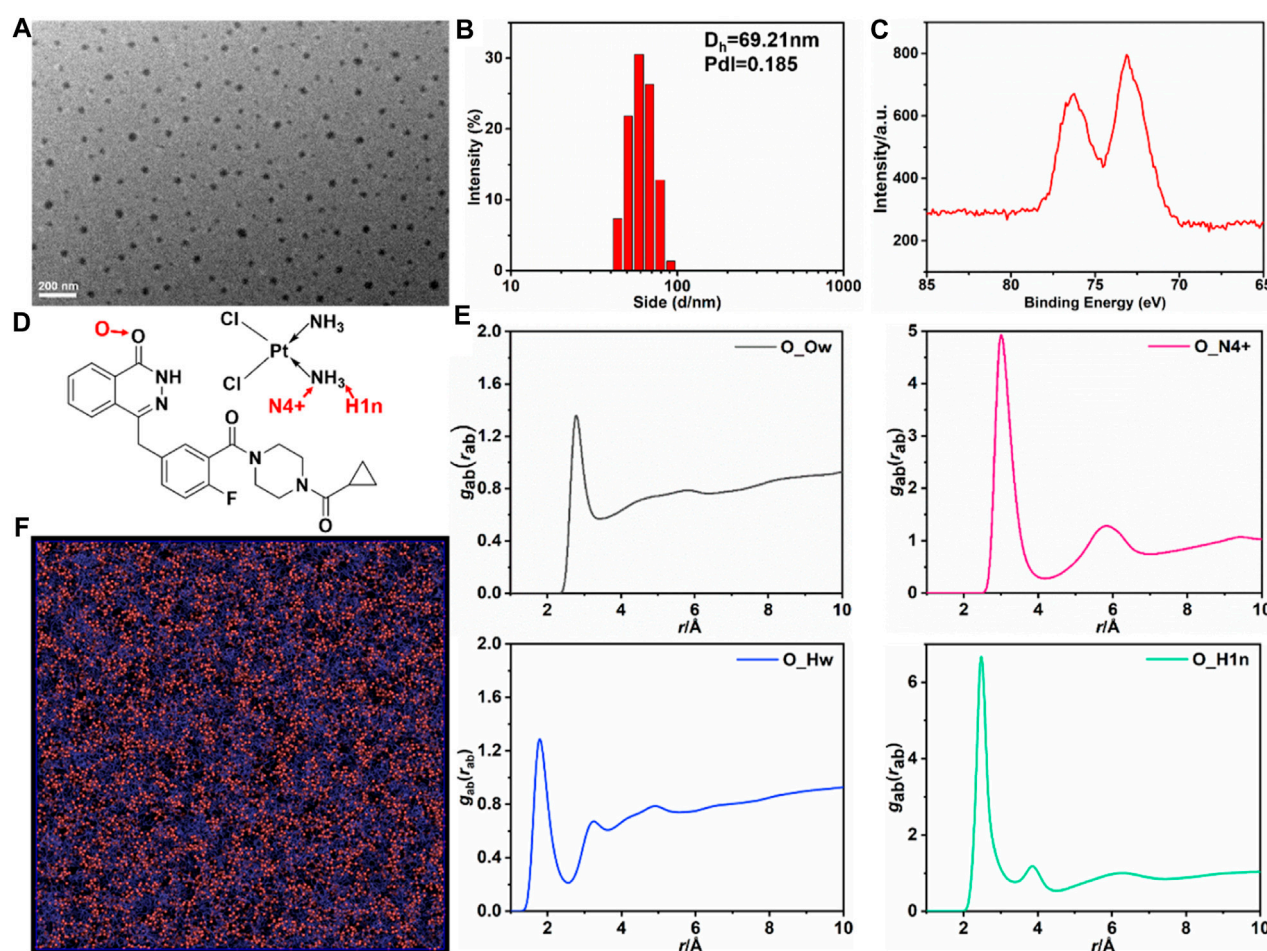 A
200 nm
B
Dh=69.21nm
PdI=0.185
Intensity (%)
30
20
10
0
10
100
1000
Side (d/nm)
C
Intensity/a.u.
800
600
400
200
85
80
75
70
65
Binding Energy (eV)
D
O
O
NH
N
O
N
N
F
O
Cl
Cl
Pt
NH3
NH3
N4+
H1n
E
gab(rab)
2.0
1.6
1.2
0.8
0.4
0.0
2
4
6
8
10
r/Å
O_Ow
gab(rab)
5
4
3
2
1
0
2
4
6
8
10
r/Å
O_N4+
F
gab(rab)
2.0
1.6
1.2
0.8
0.4
0.0
2
4
6
8
10
r/Å
O_Hw
gab(rab)
6
4
2
0
2
4
6
8
10
r/Å
O_H1n